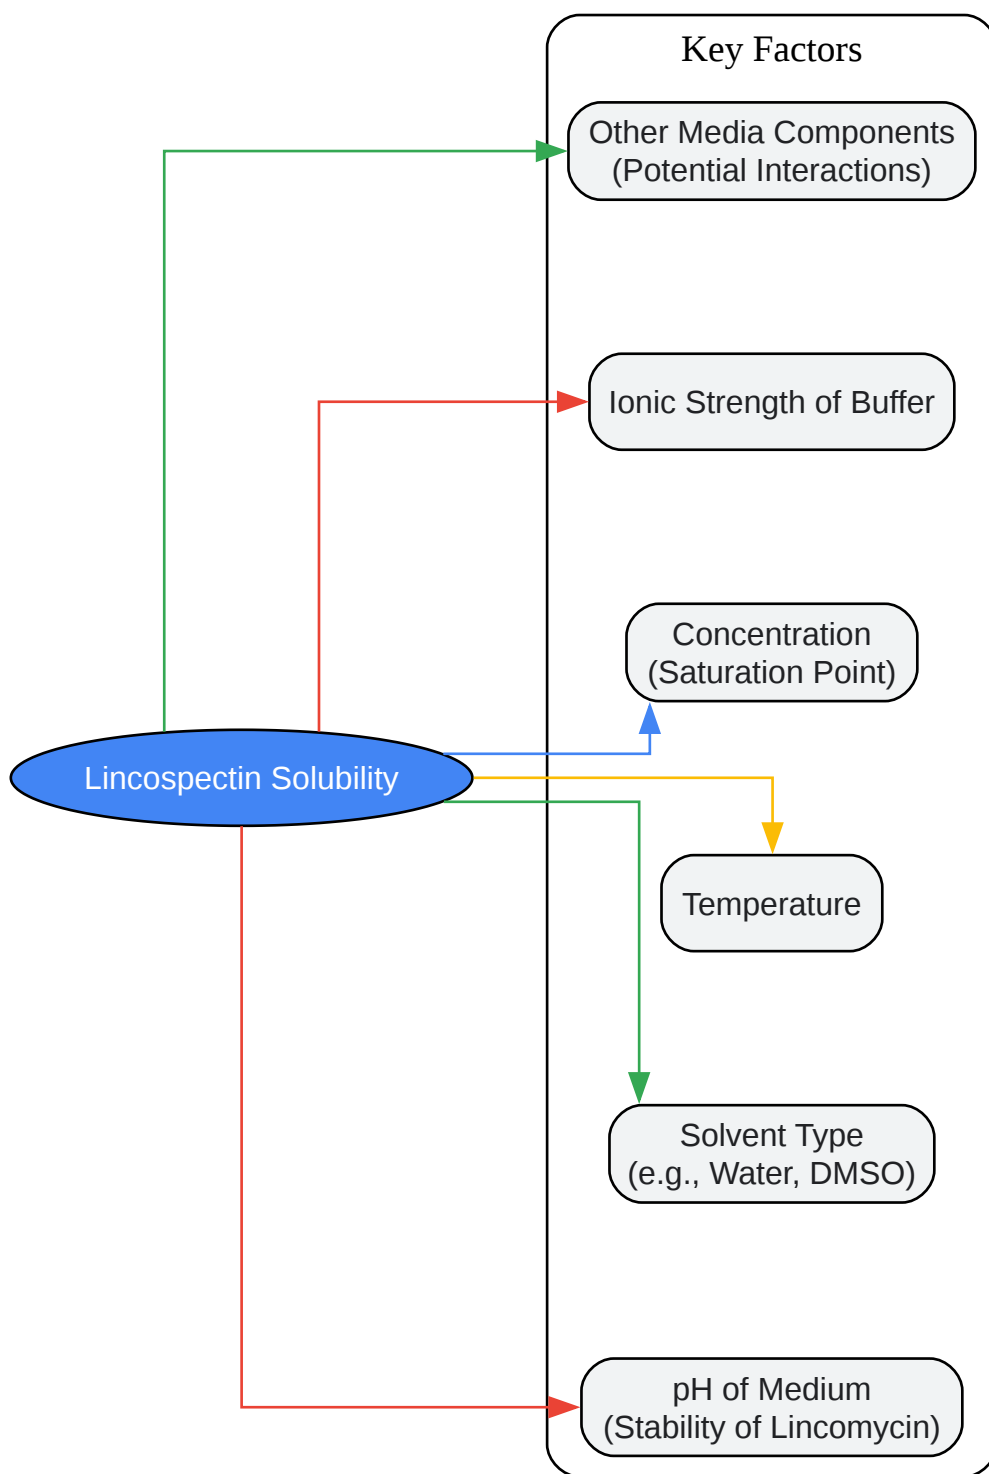 Key Factors
Other Media Components
(Potential Interactions)
Ionic Strength of Buffer
Concentration
(Saturation Point)
Lincospectin Solubility
Temperature
Solvent Type
(e.g., Water, DMSO)
pH of Medium
(Stability of Lincomycin)